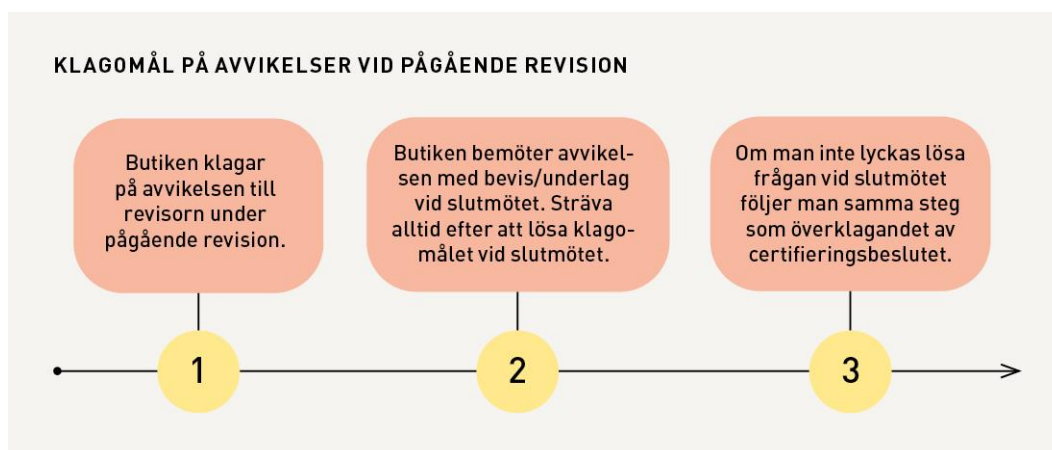 KLAGOMÅL PÅ AVVIKELSER VID PÅGÅENDE REVISION
Butiken klagar
på avvikelsen till
revisorn under
pågående revision.
Butiken bemöter avvikel-
sen med bevis/underlag
vid slutmötet. Sträva
alltid efter att lösa klago-
målet vid slutmötet.
Om man inte lyckas lösa
frågan vid slutmötet
följer man samma steg
som överklagandet av
certifieringsbeslutet.
1
2
3